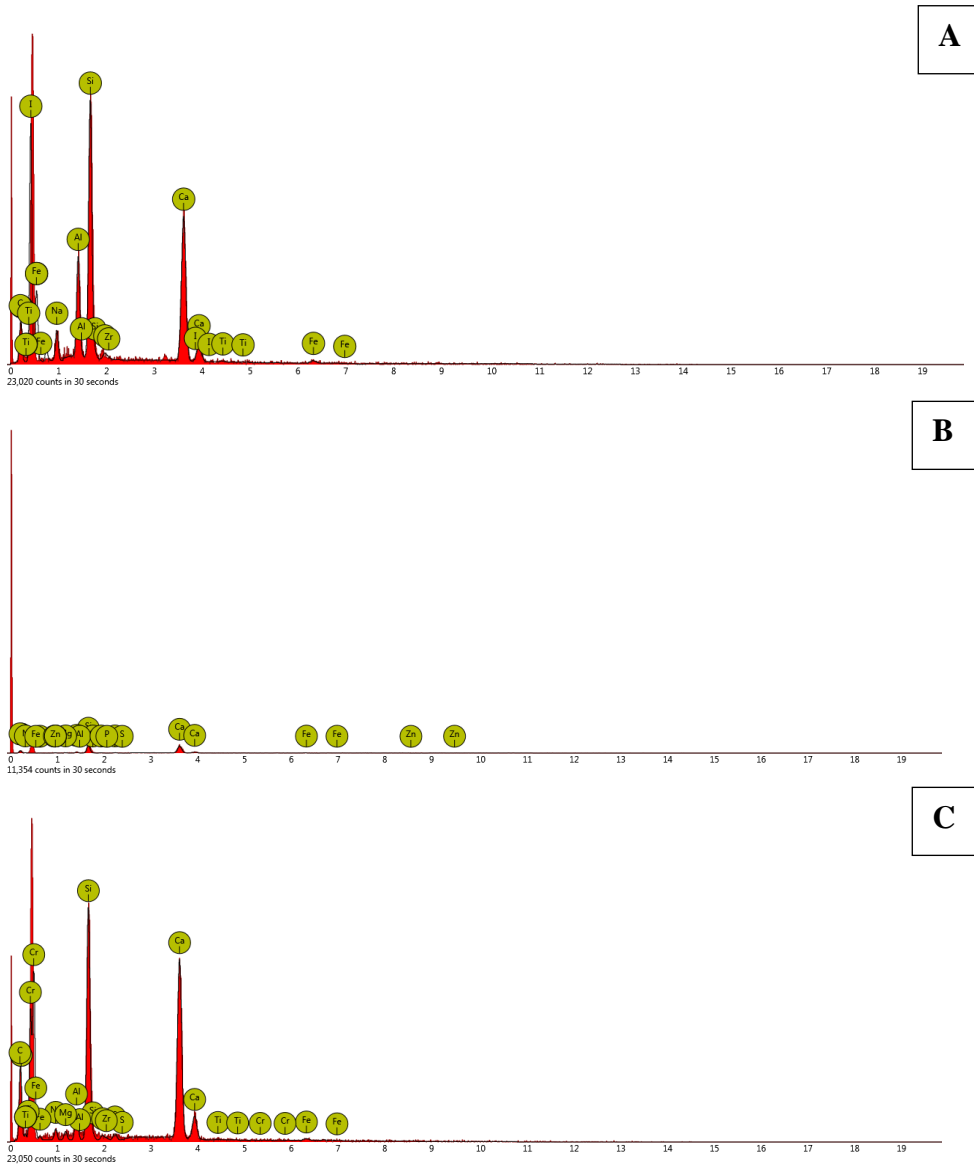 A
Si
I
Ca
Al
Fe
Ti Na Ca
Ti Fe Al Zr I I Ti Ti Fe Fe
0 1 2 3 4 5 6 7 8 9 10 11 12 13 14 15 16 17 18 19
23,020 counts in 30 seconds
B
Ca
Fe Zn Al P S Ca Fe Fe Zn Zn
0 1 2 3 4 5 6 7 8 9 10 11 12 13 14 15 16 17 18 19
11,354 counts in 30 seconds
C
Si
Cr Ca
Cr
C
Fe Al Ca
Ti Mg Al Zr S Ti Ti Cr Cr Fe Fe
0 1 2 3 4 5 6 7 8 9 10 11 12 13 14 15 16 17 18 19
23,050 counts in 30 seconds